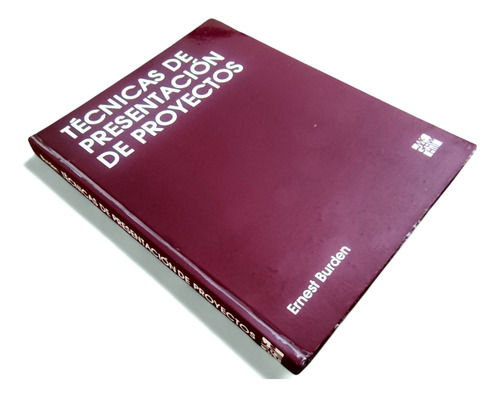 TÉCNICAS DE
PRESENTACIÓN
DE PROYECTOS
Ernest Burden
TÉCNICAS DE PRESENTACIÓN DE PROYECTOS